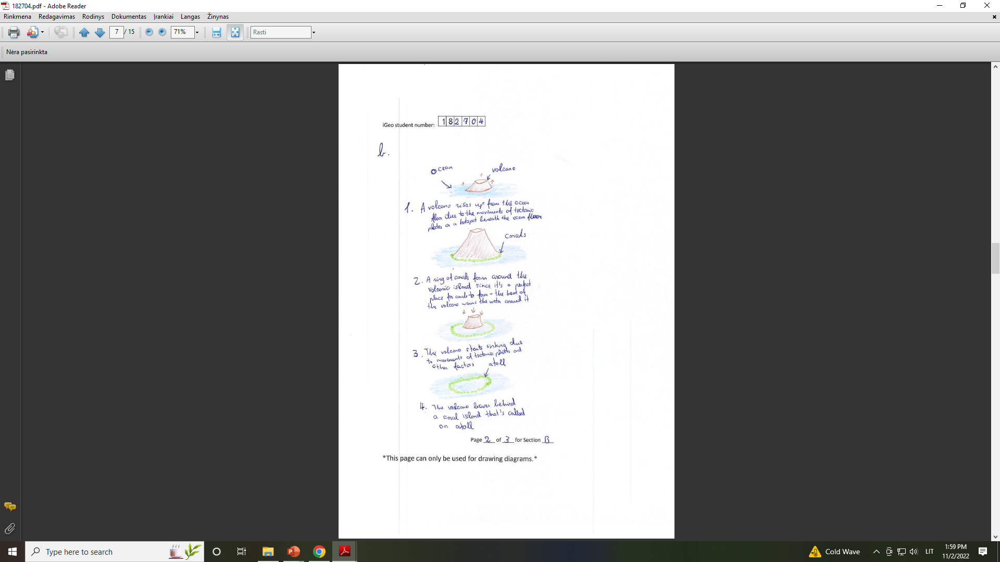 182704.pdf - Adobe Reader
Rinkmena Redagavimas Rodinys Dokumentas Įrankiai Langas Žinynas
7 / 15 71% Rasti
Nėra pasirinkta
iGeo student number: 182704
b.
Ocean
volcano
1. A volcano rises up from the ocean
floor due to the movements of tectonic
plates or a hotspot beneath the ocean floor
corals
2. A ring of corals form around the
volcanic island since it's a perfect
place for corals to form - the heat of
the volcano warms the water around it
3. The volcano starts sinking due
to movements of tectonic plates and
other factors
atoll
4. The volcano leaves behind
a coral island that's called
an atoll
Page 2 of 3 for Section B
*This page can only be used for drawing diagrams.*
Type here to search
Cold Wave
LIT
1:59 PM
11/2/2022